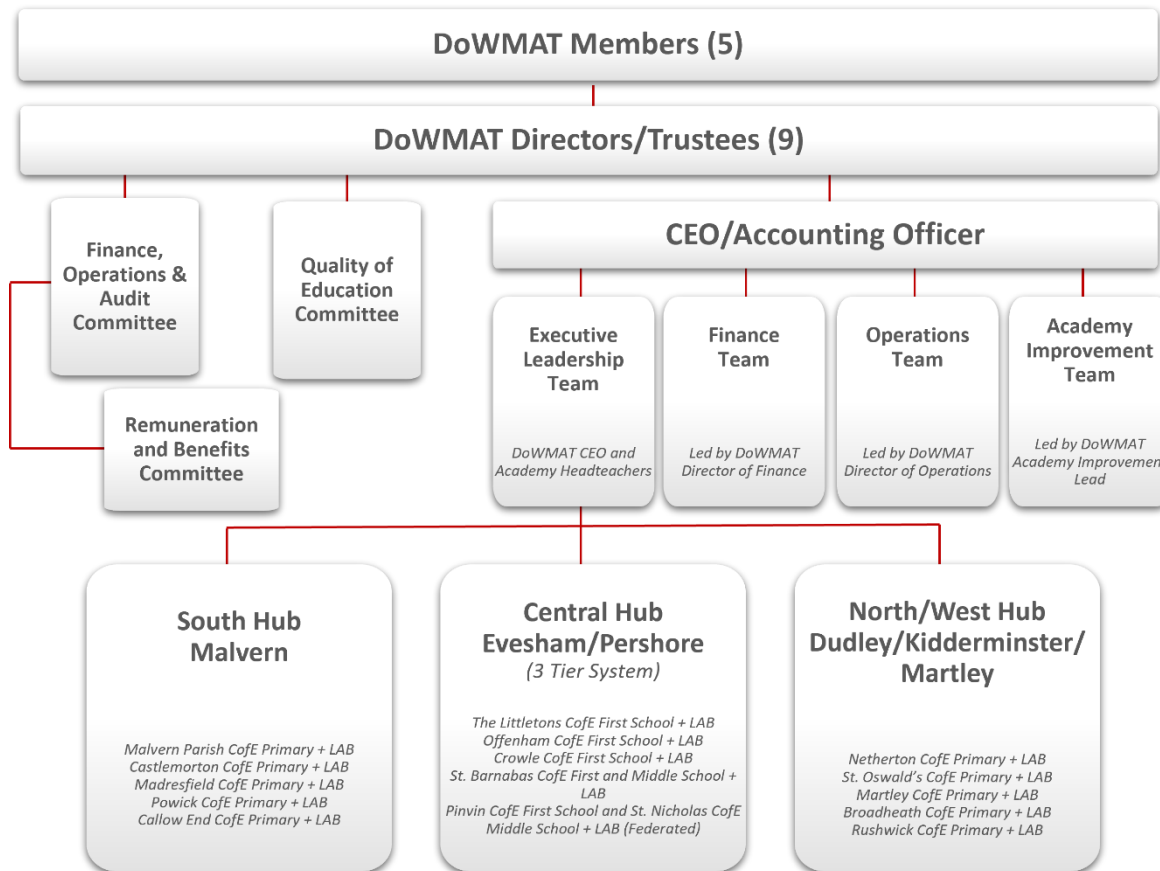 DoWMAT Members (5)
DoWMAT Directors/Trustees (9)
Finance,
Operations &
Audit
Committee
Quality of
Education
Committee
Remuneration
and Benefits
Committee
CEO/Accounting Officer
Executive
Leadership
Team
DoWMAT CEO and
Academy Headteachers
Finance
Team
Led by DoWMAT
Director of Finance
Operations
Team
Led by DoWMAT
Director of Operations
Academy
Improvement
Team
Led by DoWMAT
Academy Improvement
Lead
South Hub
Malvern
Malvern Parish CofE Primary + LAB
Castlemorton CofE Primary + LAB
Madresfield CofE Primary + LAB
Powick CofE Primary + LAB
Callow End CofE Primary + LAB
Central Hub
Evesham/Pershore
(3 Tier System)
The Littletons CofE First School + LAB
Offenham CofE First School + LAB
Crowle CofE First School + LAB
St. Barnabas CofE First and Middle School +
LAB
Pinvin CofE First School and St. Nicholas CofE
Middle School + LAB (Federated)
North/West Hub
Dudley/Kidderminster/
Martley
Netherton CofE Primary + LAB
St. Oswald's CofE Primary + LAB
Martley CofE Primary + LAB
Broadheath CofE Primary + LAB
Rushwick CofE Primary + LAB